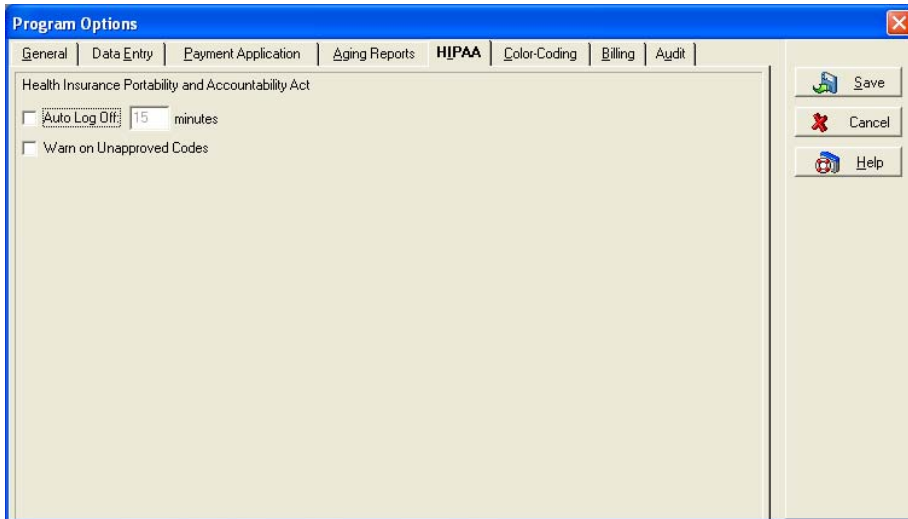 Program Options
General Data Entry Payment Application Aging Reports HIPAA Color-Coding Billing Audit
Health Insurance Portability and Accountability Act
Auto Log Off: 15 minutes
Warn on Unapproved Codes
Save
Cancel
Help